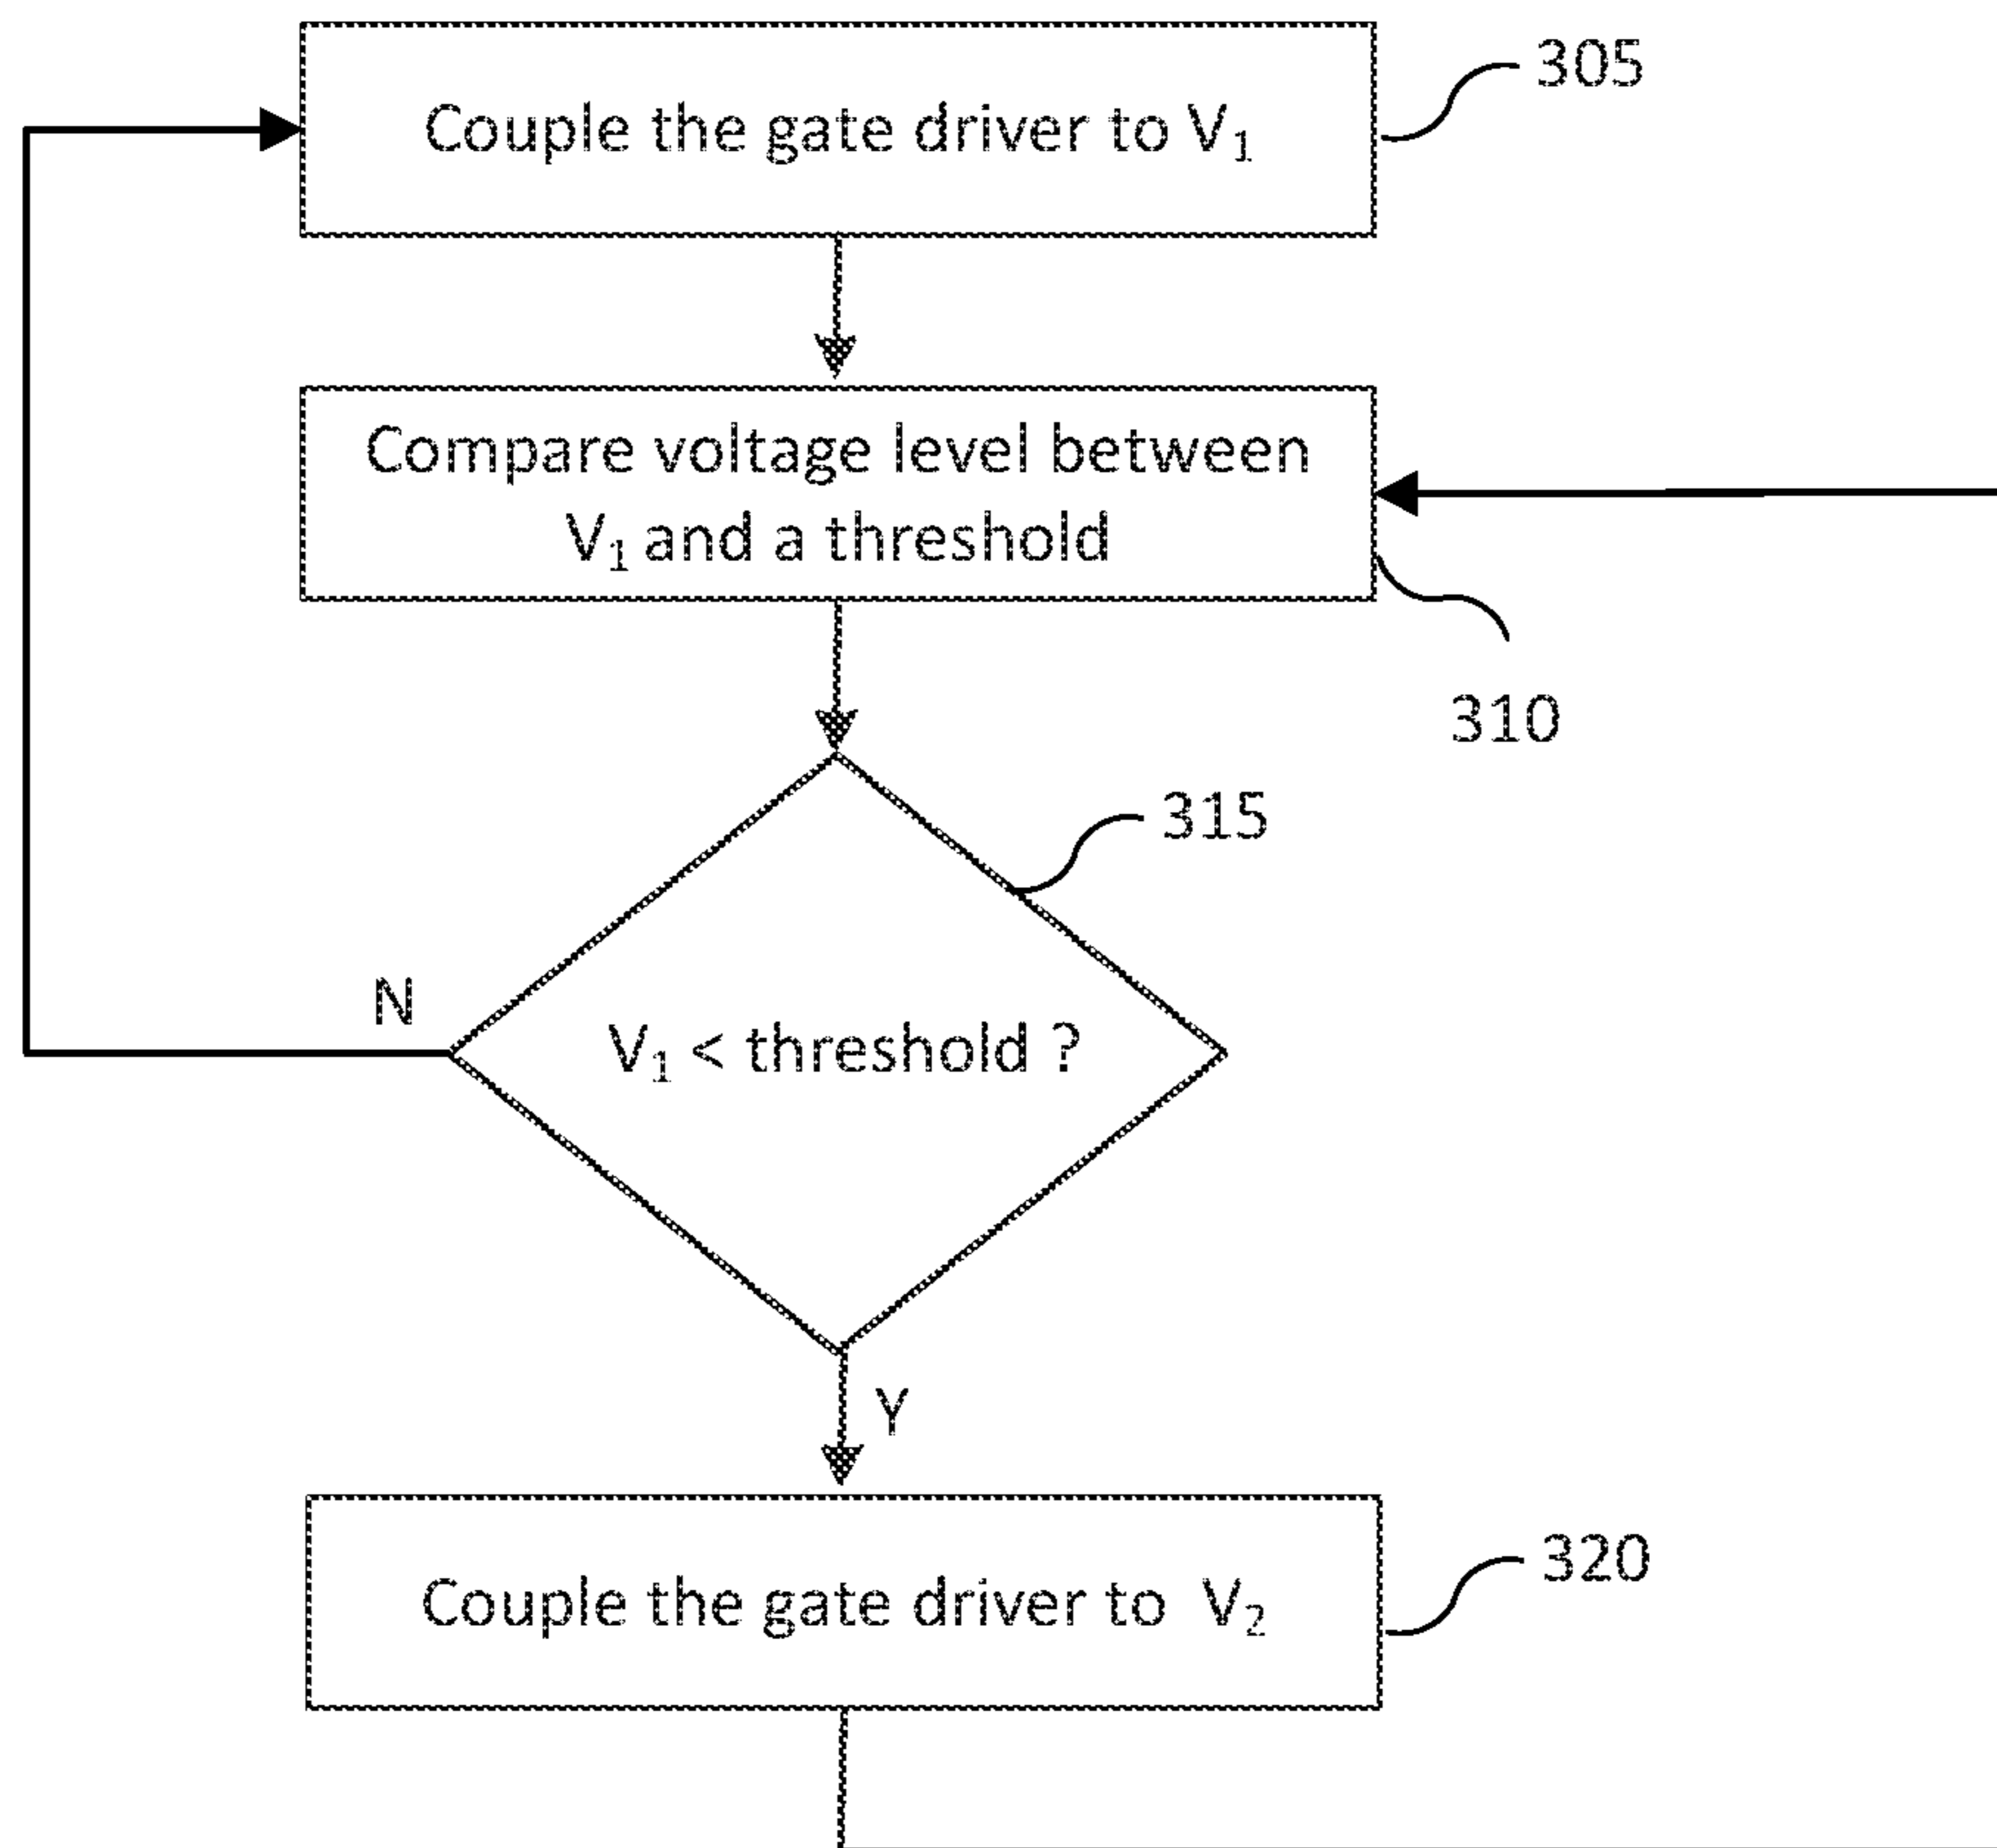 Couple the gate driver to V₁
305
Compare voltage level between
V₁ and a threshold
310
315
N
V₁ < threshold ?
Y
Couple the gate driver to V₂
320